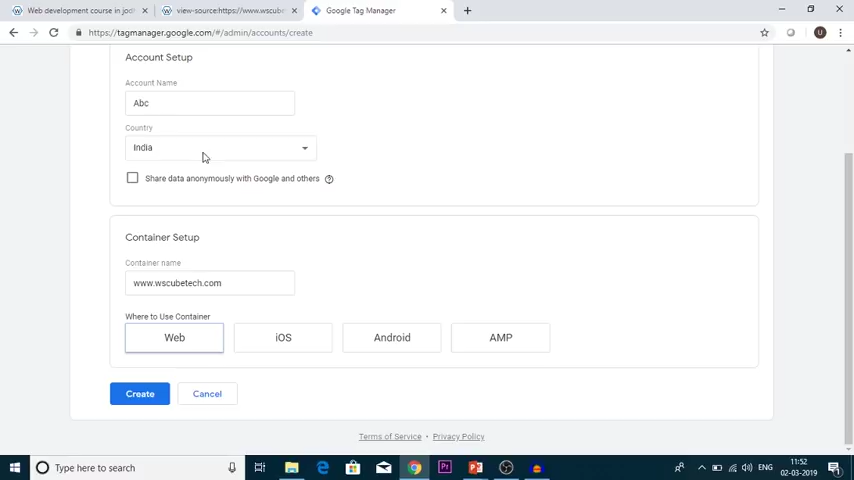 Web development course in jodh
view-source:https://www.wscube
Google Tag Manager
https://tagmanager.google.com/#/admin/accounts/create
U
Account Setup
Account Name
Abc
Country
India
Share data anonymously with Google and others
Container Setup
Container name
www.wscubetech.com
Where to Use Container
Web
iOS
Android
AMP
Create
Cancel
Terms of Service • Privacy Policy
Type here to search
Pr
ENG
11:52
02-03-2019